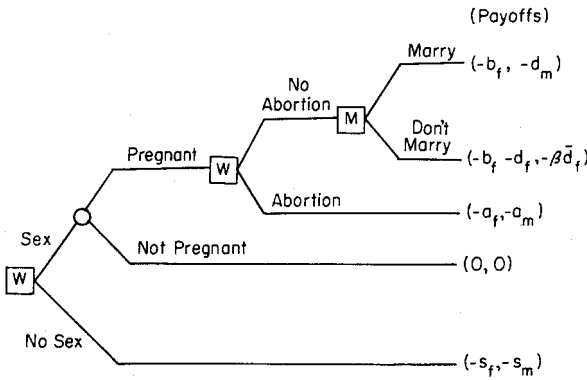 (Payoffs)
Marry
(-b_f, -d_m)
No
Abortion
M
Don't
Marry
(-b_f -d_f, -βd̄_f)
Pregnant
W
Abortion
(-a_f, -a_m)
Sex
Not Pregnant
(0, 0)
W
No Sex
(-s_f, -s_m)